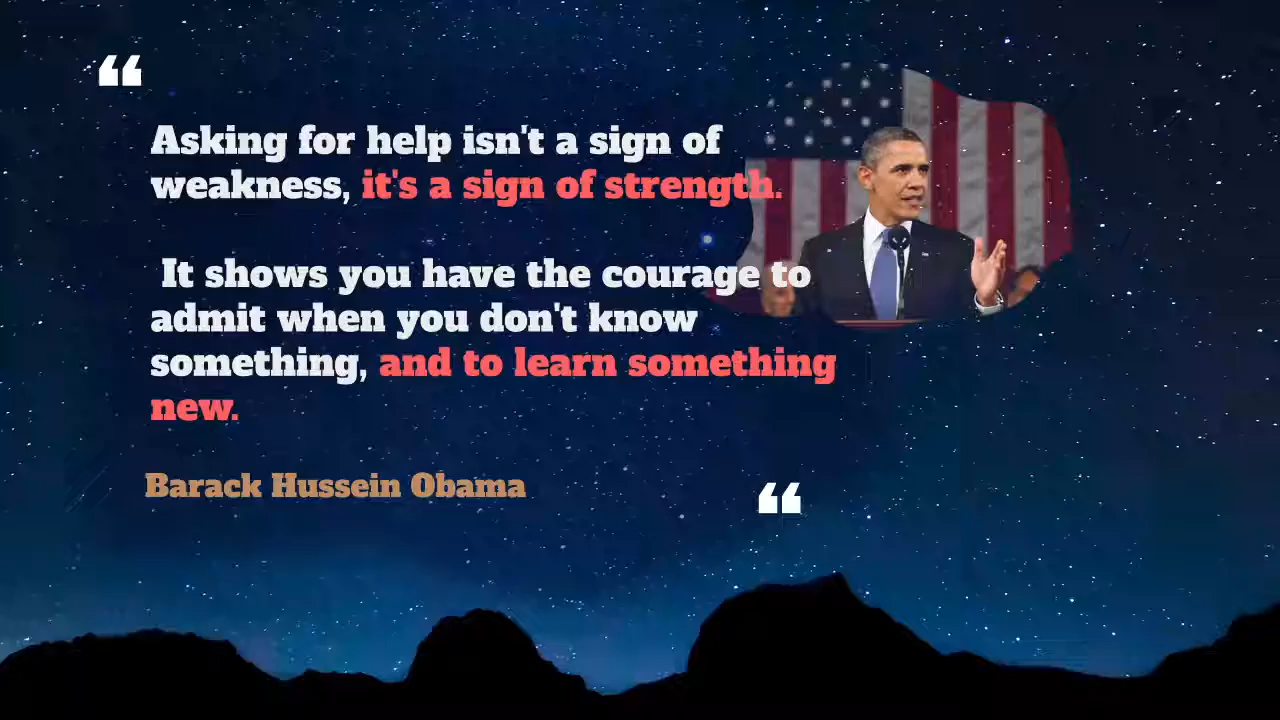 ❝
Asking for help isn't a sign of
weakness, it's a sign of strength.
It shows you have the courage to
admit when you don't know
something, and to learn something
new.
Barack Hussein Obama
❝